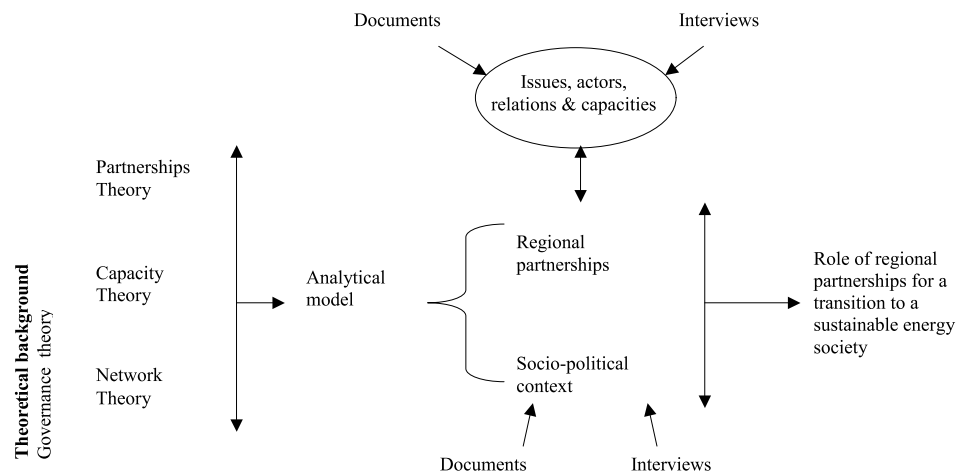 Documents
Interviews
Issues, actors,
relations & capacities
Theoretical background
Governance theory
Partnerships
Theory
Capacity
Theory
Network
Theory
Analytical
model
Regional
partnerships
Socio-political
context
Documents
Interviews
Role of regional
partnerships for a
transition to a
sustainable energy
society